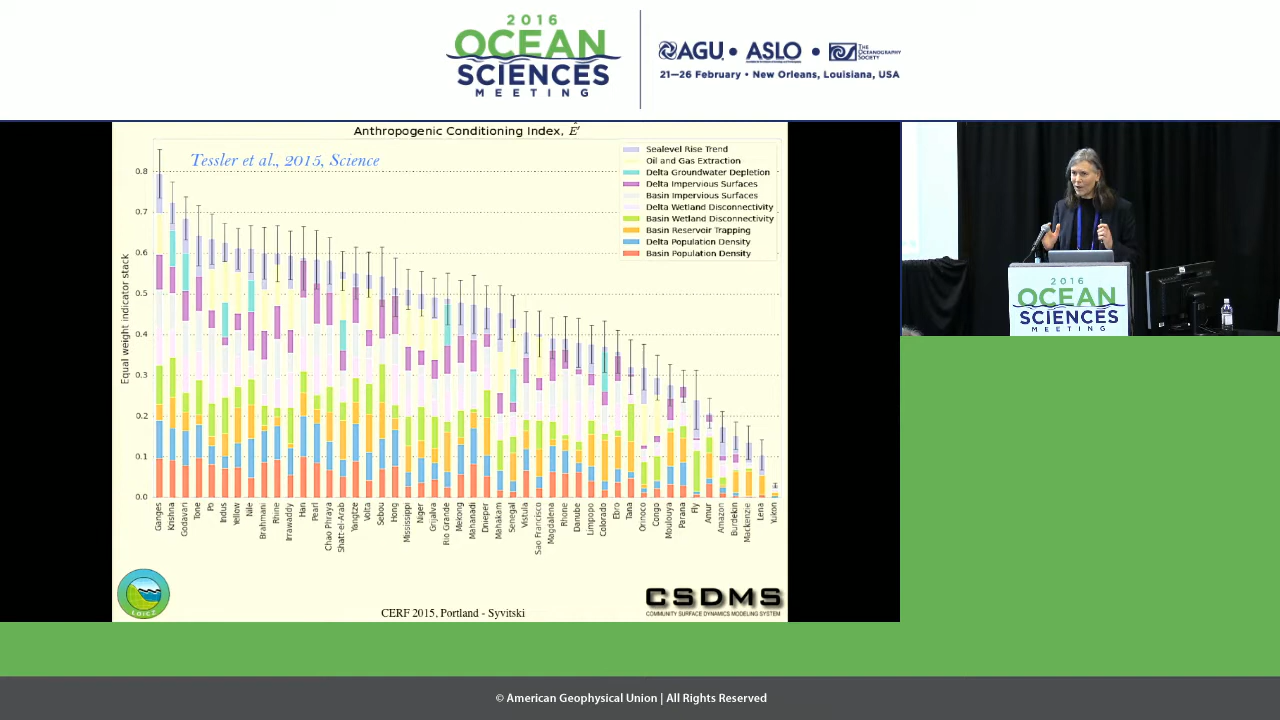 2016
OCEAN
SCIENCES
MEETING
AGU • ASLO • THE OCEANOGRAPHY SOCIETY
21—26 February • New Orleans, Louisiana, USA
Anthropogenic Conditioning Index, E′
Tessler et al., 2015, Science
Sealevel Rise Trend
Oil and Gas Extraction
Delta Groundwater Depletion
Delta Impervious Surfaces
Basin Impervious Surfaces
Delta Wetland Disconnectivity
Basin Wetland Disconnectivity
Basin Reservoir Trapping
Delta Population Density
Basin Population Density
Equal weight indicator stack
0.8
0.7
0.6
0.5
0.4
0.3
0.2
0.1
0.0
Ganges
Krishna
Godavari
Tone
Po
Indus
Yellow
Nile
Brahmani
Rhine
Irrawaddy
Han
Pearl
Chao Phraya
Shatt el-Arab
Yangtze
Volta
Sebou
Hong
Mississippi
Niger
Grijalva
Rio Grande
Mekong
Mahanadi
Dnieper
Mahakam
Senegal
Vistula
Sao Francisco
Magdalena
Rhone
Danube
Limpopo
Colorado
Ebro
Tana
Orinoco
Congo
Moulouya
Parana
Fly
Amur
Amazon
Burdekin
Mackenzie
Lena
Yukon
LOICZ
CERF 2015, Portland - Syvitski
CSDMS
COMMUNITY SURFACE DYNAMICS MODELING SYSTEM
2016
OCEAN
SCIENCES
MEETING
© American Geophysical Union | All Rights Reserved